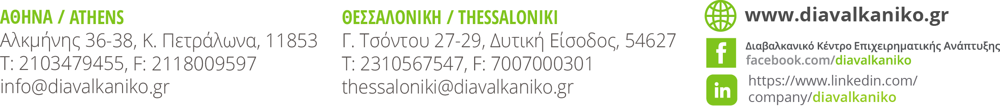 ΑΘΗΝΑ / ATHENS
Αλκμήνης 36-38, Κ. Πετράλωνα, 11853
T: 2103479455, F: 2118009597
info@diavalkaniko.gr
ΘΕΣΣΑΛΟΝΙΚΗ / THESSALONIKI
Γ. Τσόντου 27-29, Δυτική Είσοδος, 54627
T: 2310567547, F: 7007000301
thessaloniki@diavalkaniko.gr
www.diavalkaniko.gr
Διαβαλκανικό Κέντρο Επιχειρηματικής Ανάπτυξης
facebook.com/diavalkaniko
https://www.linkedin.com/
company/diavalkaniko